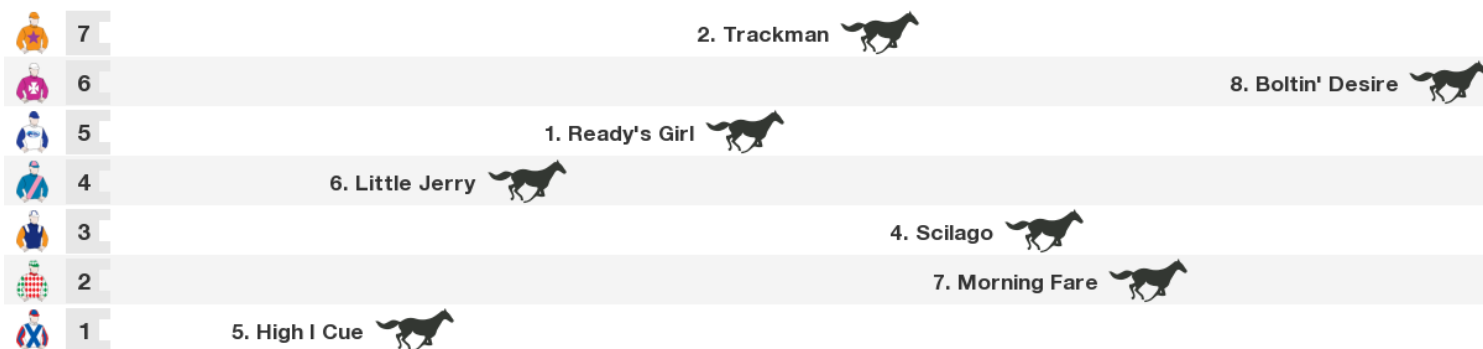 7 2. Trackman
6 8. Boltin' Desire
5 1. Ready's Girl
4 6. Little Jerry
3 4. Scilago
2 7. Morning Fare
1 5. High I Cue